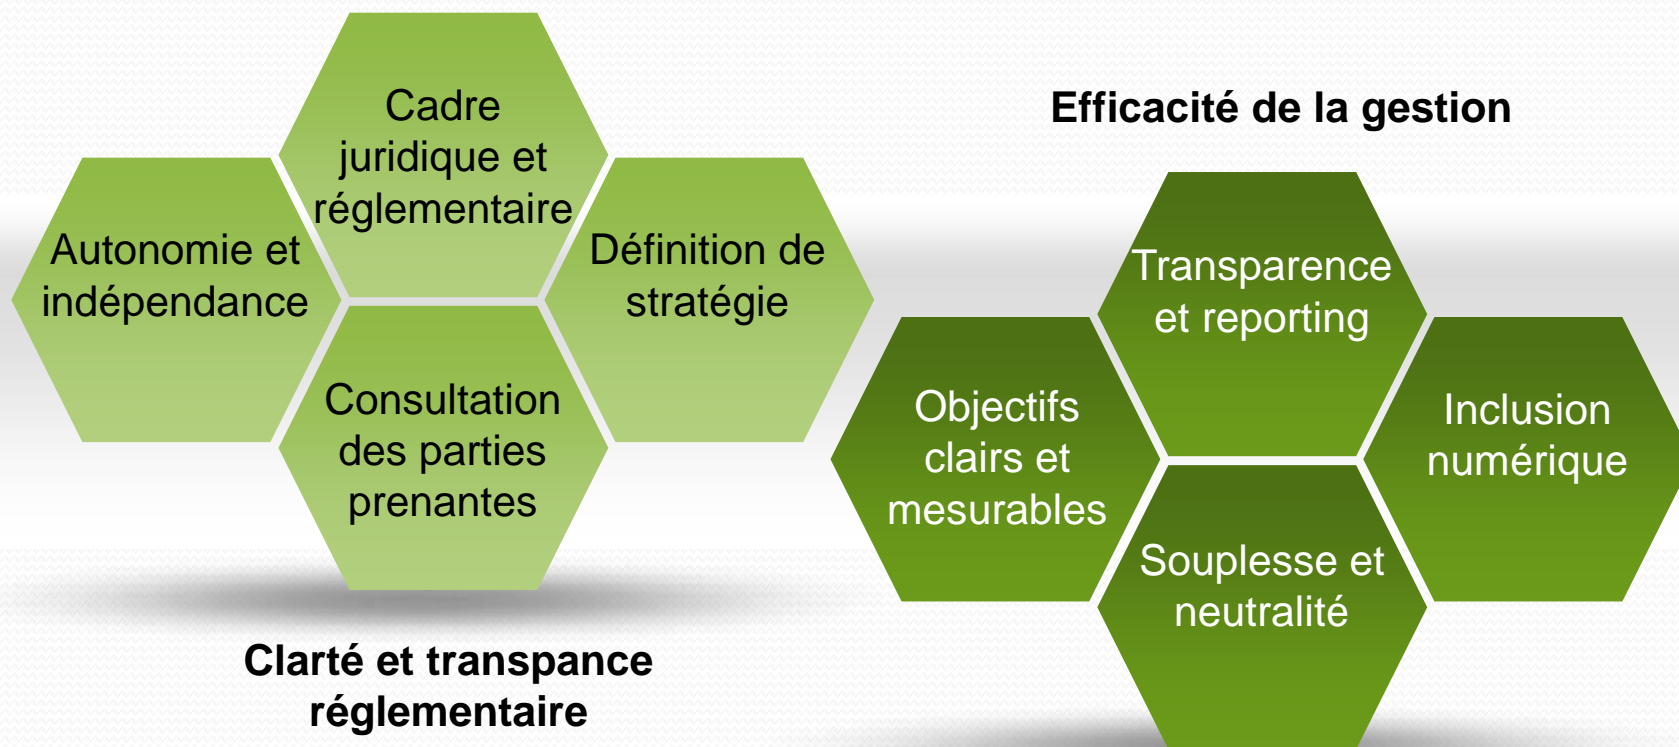 Cadre
juridique et
réglementaire
Autonomie et
indépendance
Définition de
stratégie
Consultation
des parties
prenantes
Clarté et transpance
réglementaire
Efficacité de la gestion
Transparence
et reporting
Objectifs
clairs et
mesurables
Inclusion
numérique
Souplesse et
neutralité